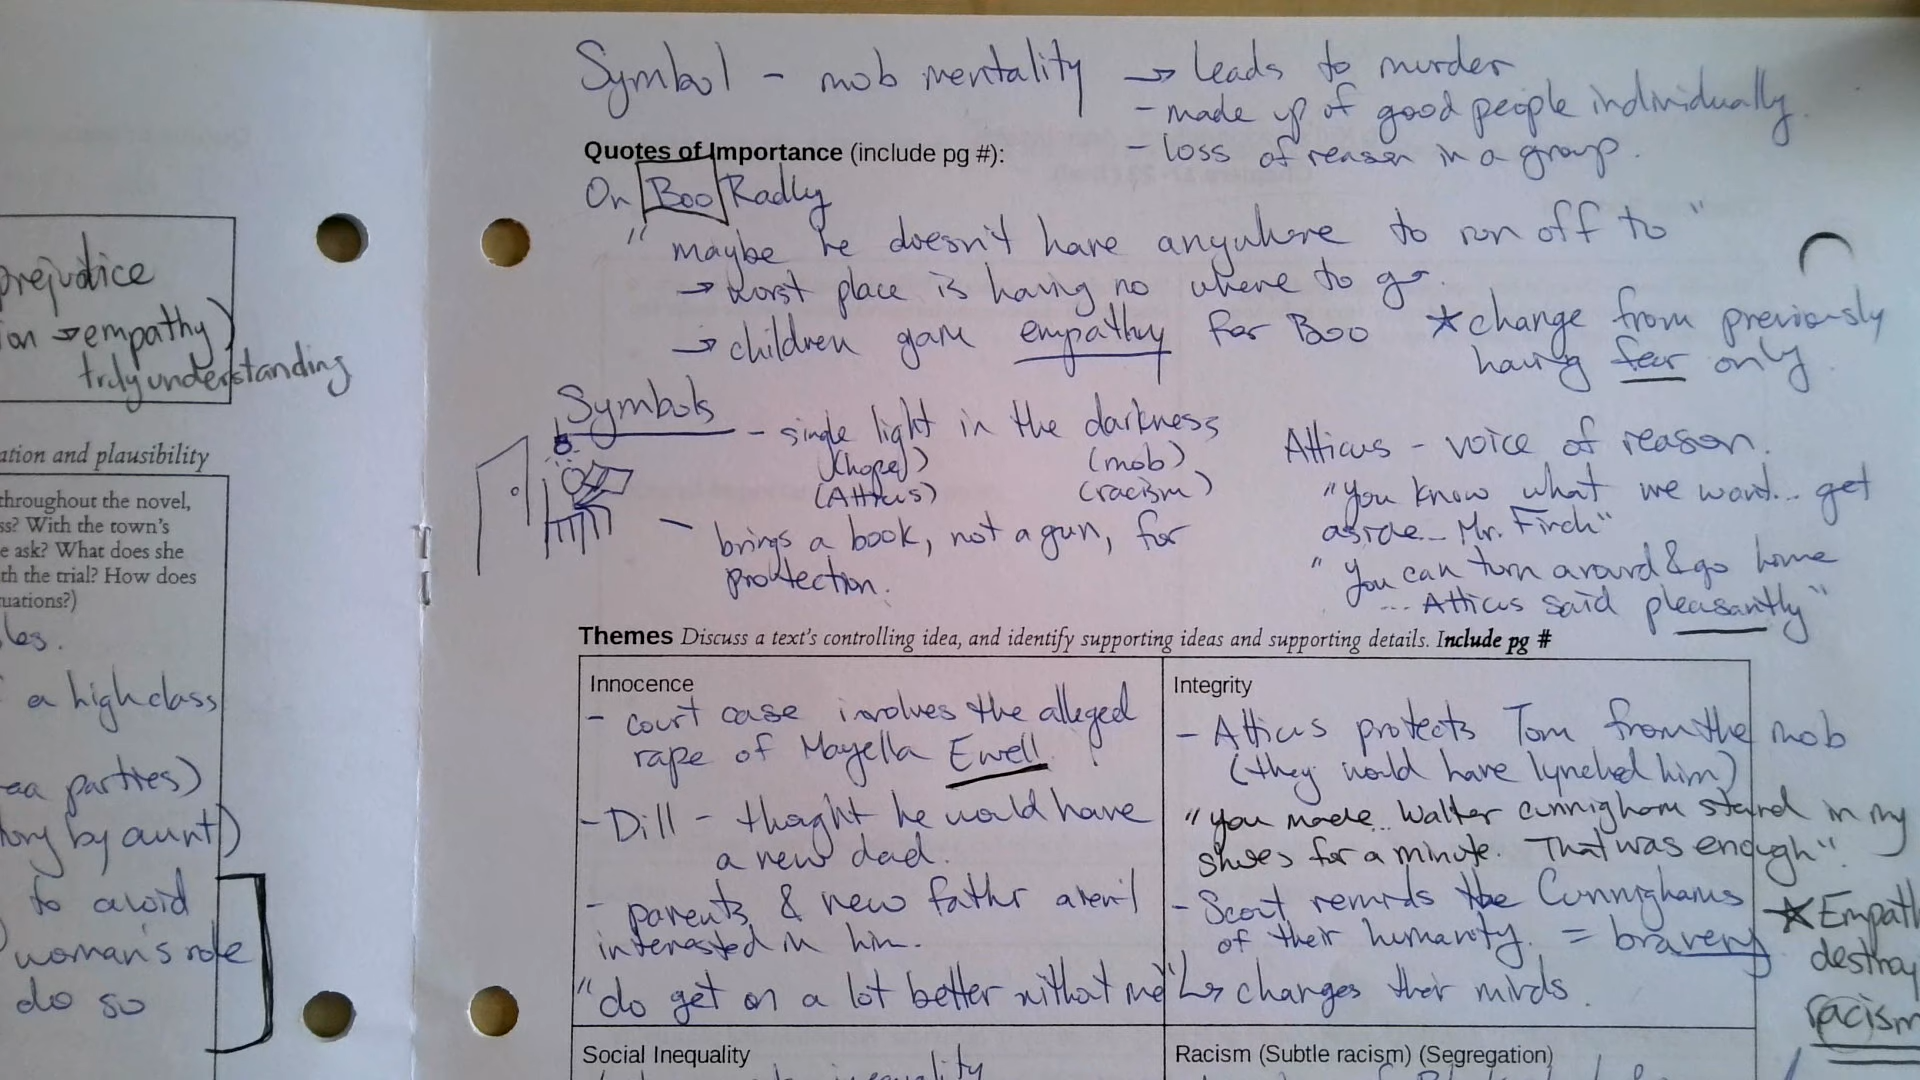 prejudice
ion → empathy)
truly understanding
ation and plausibility
throughout the novel,
ss? With the town's
e ask? What does she
th the trial? How does
uations?)
les.
a high class
ea parties)
tory by aunt)
to avoid
woman's role
do so
Symbol - mob mentality → leads to murder
- made up of good people individually.
- loss of reason in a group.
Quotes of Importance (include pg #):
On Boo Radly
"maybe he doesn't have anywhere to run off to"
→ worst place is having no where to go.
→ children gain empathy for Boo ★ change from previously
having fear only.
Symbols
- single light in the darkness
(hope) (mob)
(Atticus) (racism)
- brings a book, not a gun, for
protection.
Atticus - voice of reason.
"You know what we want... get
aside... Mr. Finch"
"You can turn around & go home
... Atticus said pleasantly"
Themes Discuss a text's controlling idea, and identify supporting ideas and supporting details. Include pg #
Innocence
- court case involves the alleged
rape of Mayella Ewell.
- Dill - thought he would have
a new dad.
- parents & new father aren't
interested in him.
"do get on a lot better without me"
Integrity
- Atticus protects Tom from the mob
(they would have lynched him)
"you made.. Walter Cunnigham stand in my
shoes for a minute. That was enough".
- Scout reminds the Cunnighams
of their humanity. = bravery
↳ changes their minds.
★ Empath
destroy
racism
Social Inequality
inequality
Racism (Subtle racism) (Segregation)